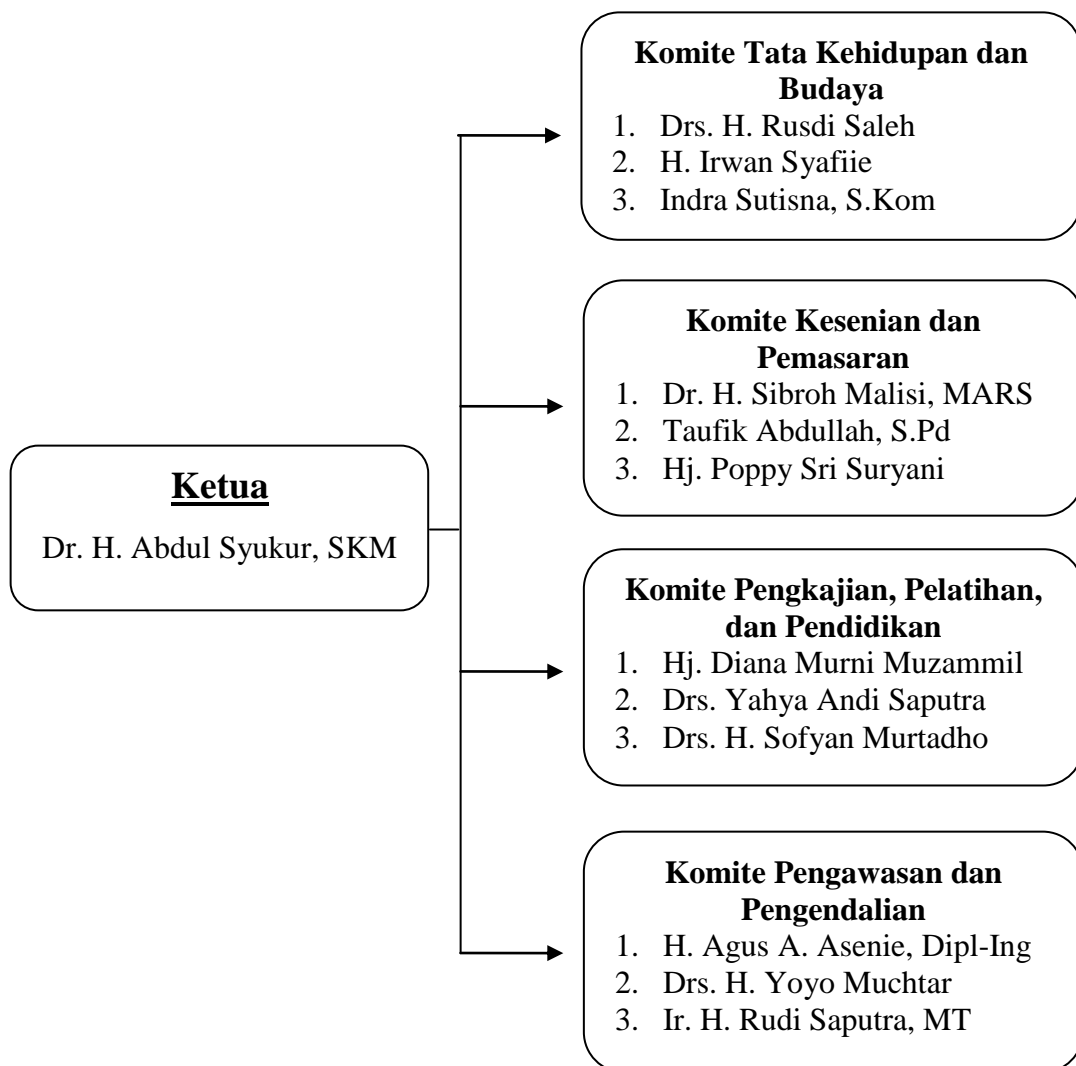 Komite Tata Kehidupan dan
Budaya
1. Drs. H. Rusdi Saleh
2. H. Irwan Syafiie
3. Indra Sutisna, S.Kom
Komite Kesenian dan
Pemasaran
1. Dr. H. Sibroh Malisi, MARS
2. Taufik Abdullah, S.Pd
3. Hj. Poppy Sri Suryani
Ketua
Dr. H. Abdul Syukur, SKM
Komite Pengkajian, Pelatihan,
dan Pendidikan
1. Hj. Diana Murni Muzammil
2. Drs. Yahya Andi Saputra
3. Drs. H. Sofyan Murtadho
Komite Pengawasan dan
Pengendalian
1. H. Agus A. Asenie, Dipl-Ing
2. Drs. H. Yoyo Muchtar
3. Ir. H. Rudi Saputra, MT